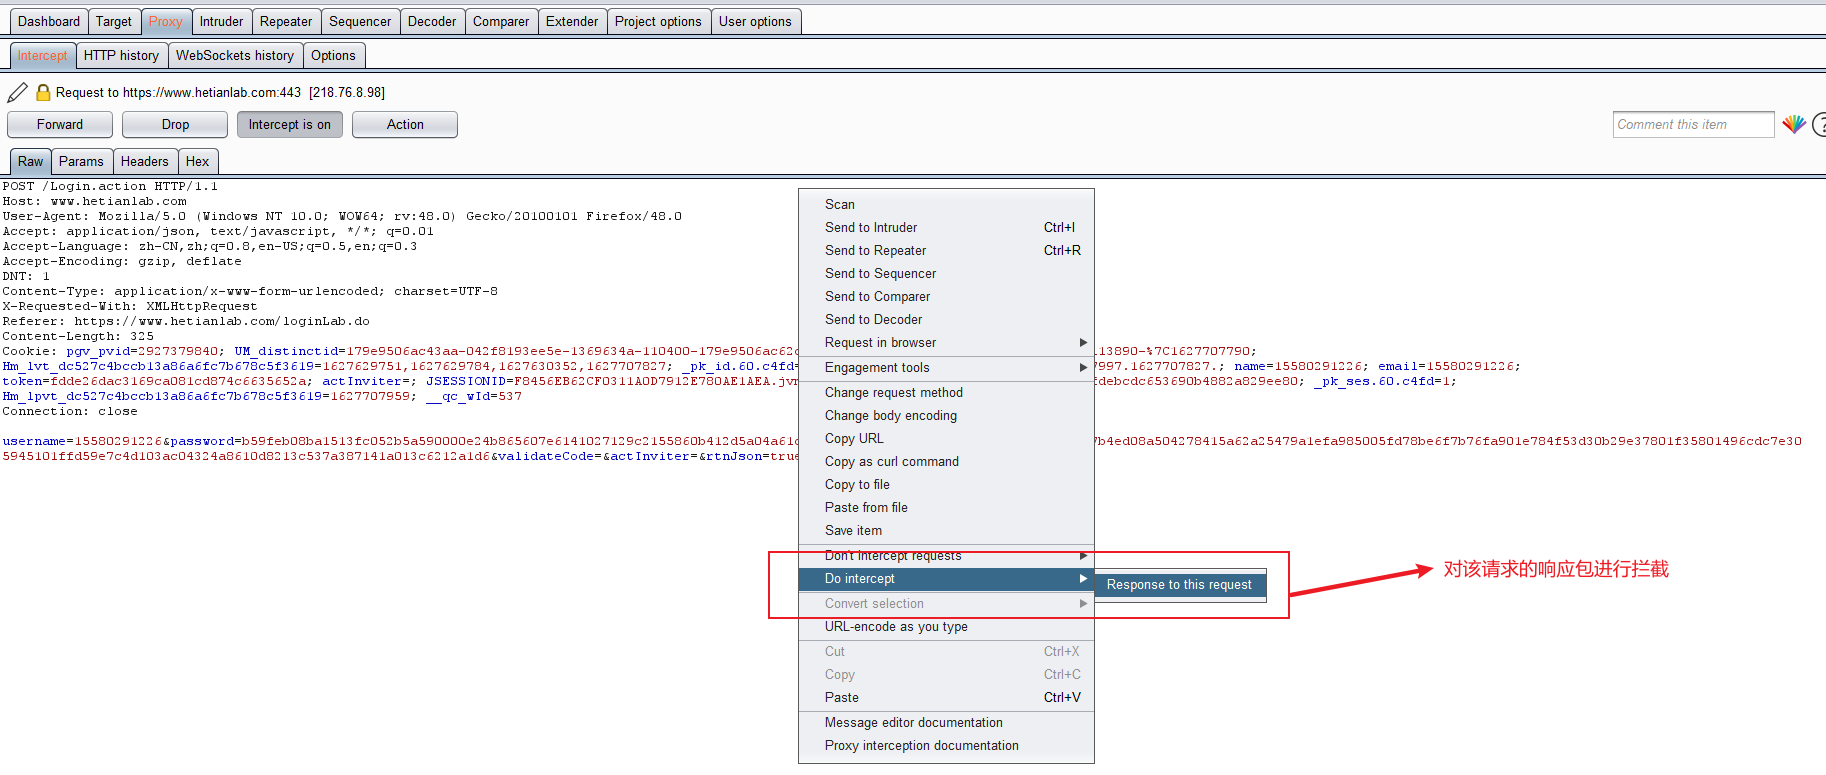 Dashboard Target Proxy Intruder Repeater Sequencer Decoder Comparer Extender Project options User options
Intercept HTTP history WebSockets history Options
Request to https://www.hetianlab.com:443 [218.76.8.98]
Forward Drop Intercept is on Action Comment this item ?
Raw Params Headers Hex
POST /Login.action HTTP/1.1
Host: www.hetianlab.com
User-Agent: Mozilla/5.0 (Windows NT 10.0; WOW64; rv:48.0) Gecko/20100101 Firefox/48.0
Accept: application/json, text/javascript, */*; q=0.01
Accept-Language: zh-CN,zh;q=0.8,en-US;q=0.5,en;q=0.3
Accept-Encoding: gzip, deflate
DNT: 1
Content-Type: application/x-www-form-urlencoded; charset=UTF-8
X-Requested-With: XMLHttpRequest
Referer: https://www.hetianlab.com/loginLab.do
Content-Length: 325
Cookie: pgv_pvid=2927379840; UM_distinctid=179e9506ac43aa-042f8193ee5e-1369634a-110400-179e9506ac62 13890-%7C1627707790;
Hm_lvt_dc527c4bccb13a86a6fc7b678c5f3619=1627629751,1627629784,1627630352,1627707827; _pk_id.60.c4fd= 7997.1627707827.; name=15580291226; email=15580291226;
token=fdde26dac3169ca081cd874c6635652a; actInviter=; JSESSIONID=F8456EB62CF0311A0D7912E780AE1AEA.jv fdebcdc653690b4882a829ee80; _pk_ses.60.c4fd=1;
Hm_lpvt_dc527c4bccb13a86a6fc7b678c5f3619=1627707959; __qc_wId=537
Connection: close
username=15580291226&password=b59feb08ba1513fc052b5a590000e24b865607e6141027129c2155860b412d5a04a61 7b4ed08a504278415a62a25479a1efa985005fd78be6f7b76fa901e784f53d30b29e37801f35801496cdc7e30
5945101ffd59e7c4d103ac04324a8610d8213c537a387141a013c6212a1d6&validateCode=&actInviter=&rtnJson=true
Scan
Send to Intruder Ctrl+I
Send to Repeater Ctrl+R
Send to Sequencer
Send to Comparer
Send to Decoder
Request in browser
Engagement tools
Change request method
Change body encoding
Copy URL
Copy as curl command
Copy to file
Paste from file
Save item
Don't intercept requests
Do intercept
Response to this request
对该请求的响应包进行拦截
Convert selection
URL-encode as you type
Cut Ctrl+X
Copy Ctrl+C
Paste Ctrl+V
Message editor documentation
Proxy interception documentation